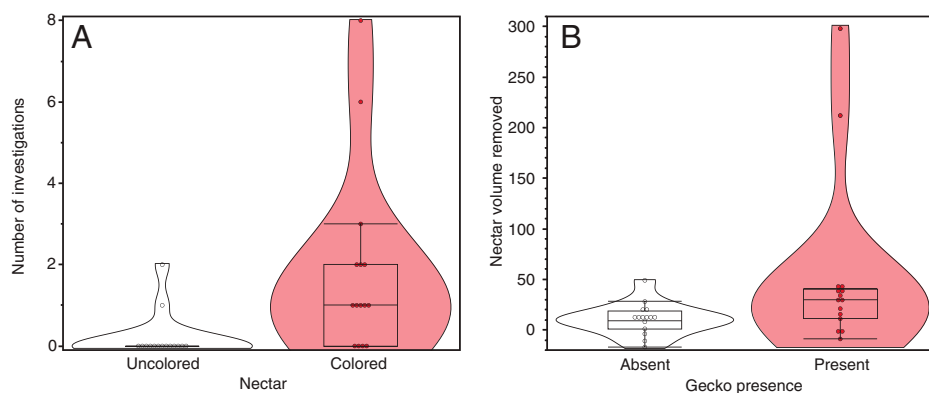 A
Number of investigations
8
6
4
2
0
Uncolored
Colored
Nectar
B
Nectar volume removed
300
250
200
150
100
50
0
Absent
Present
Gecko presence